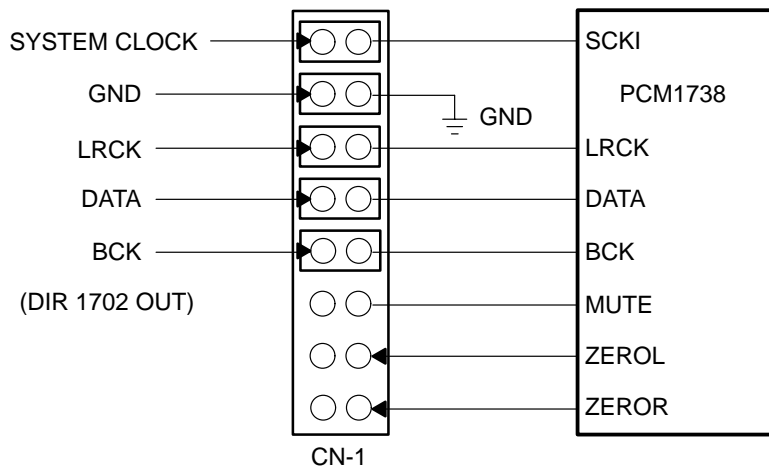 SYSTEM CLOCK
SCKI
GND
GND
PCM1738
LRCK
LRCK
DATA
DATA
BCK
BCK
(DIR 1702 OUT)
MUTE
ZEROL
ZEROR
CN-1